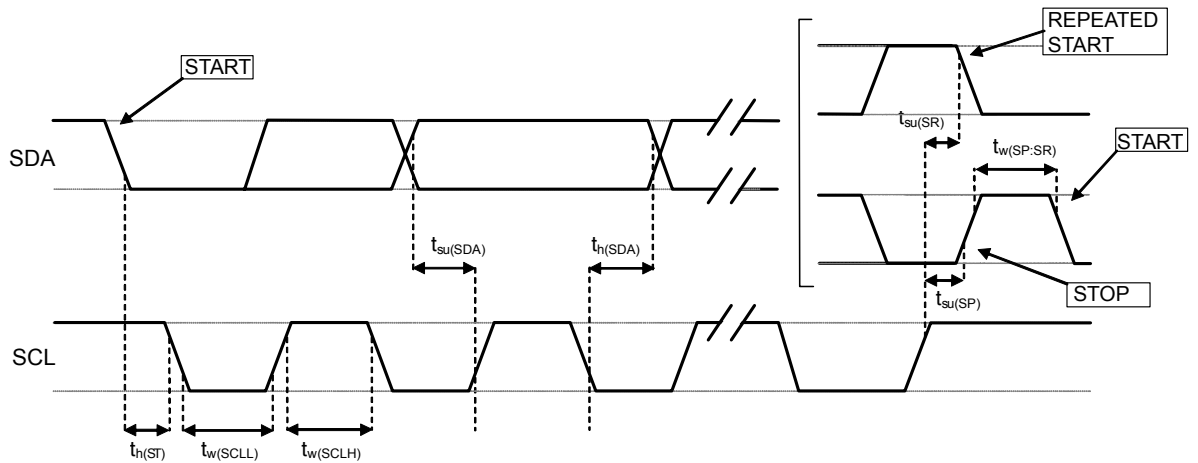 REPEATED
START
START
tsu(SR)
START
tw(SP:SR)
SDA
tsu(SDA)
th(SDA)
STOP
tsu(SP)
SCL
th(ST)
tw(SCLL)
tw(SCLH)